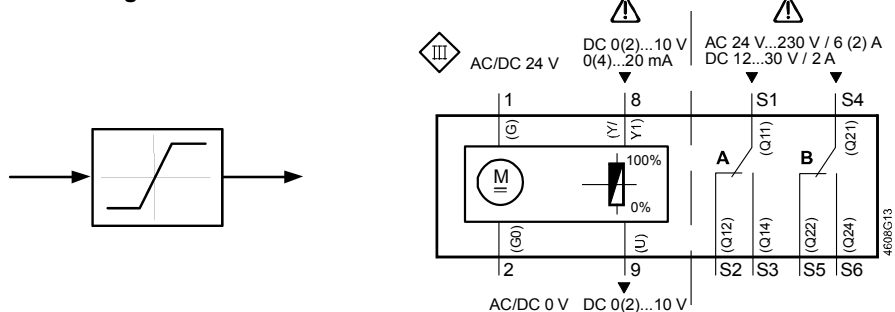 g
III
AC/DC 24 V
DC 0(2)...10 V
0(4)...20 mA
AC 24 V...230 V / 6 (2) A
DC 12...30 V / 2 A
1
8
S1
S4
(G)
(Y/
Y1)
(Q11)
(Q21)
A
B
M
100%
0%
(G0)
(U)
(Q12)
(Q14)
(Q22)
(Q24)
2
9
S2
S3
S5
S6
AC/DC 0 V
DC 0(2)...10 V
4608G13